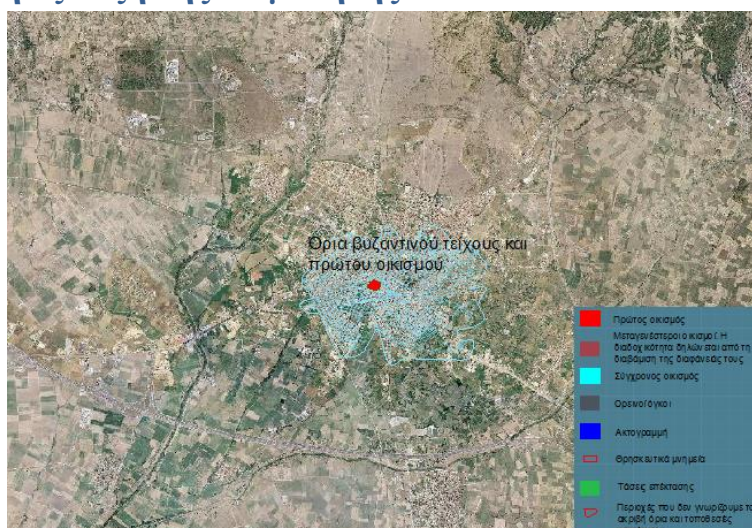 Όρια βυζαντινού τείχους και
πρώτου οικισμού
Πρώτος οικισμός
Μεταγενέστεροι οικισμοί. Η
διαδοχικότητα δηλώνεται από τη
διαβάμιση της διαφάνειάς τους
Σύγχρονος οικισμός
Ορεινοί όγκοι
Ακτογραμμή
Θρησκευτικά μνημεία
Τάσεις επέκτασης
Περιοχές που δεν γνωρίζουμε τα
ακριβή όρια και τοποθεσίες